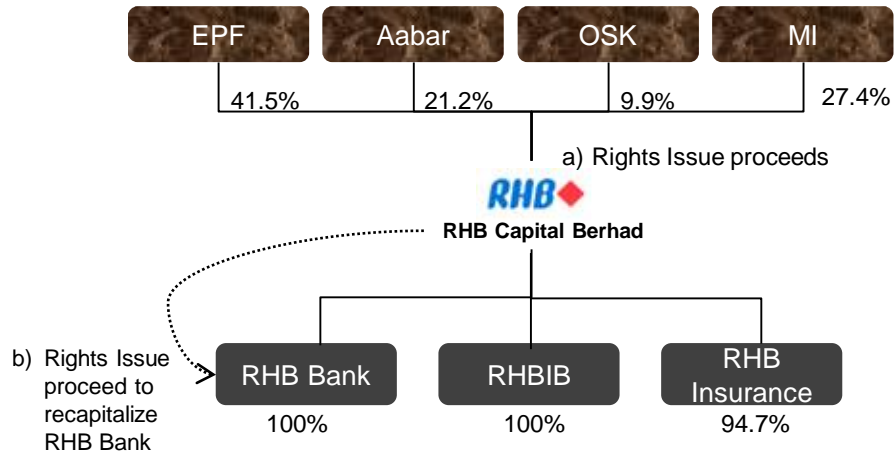 EPF Aabar OSK MI
41.5% 21.2% 9.9% 27.4%
a) Rights Issue proceeds
RHB
RHB Capital Berhad
b) Rights Issue
proceed to
recapitalize
RHB Bank
RHB Bank
RHBIB
RHB
Insurance
100% 100% 94.7%